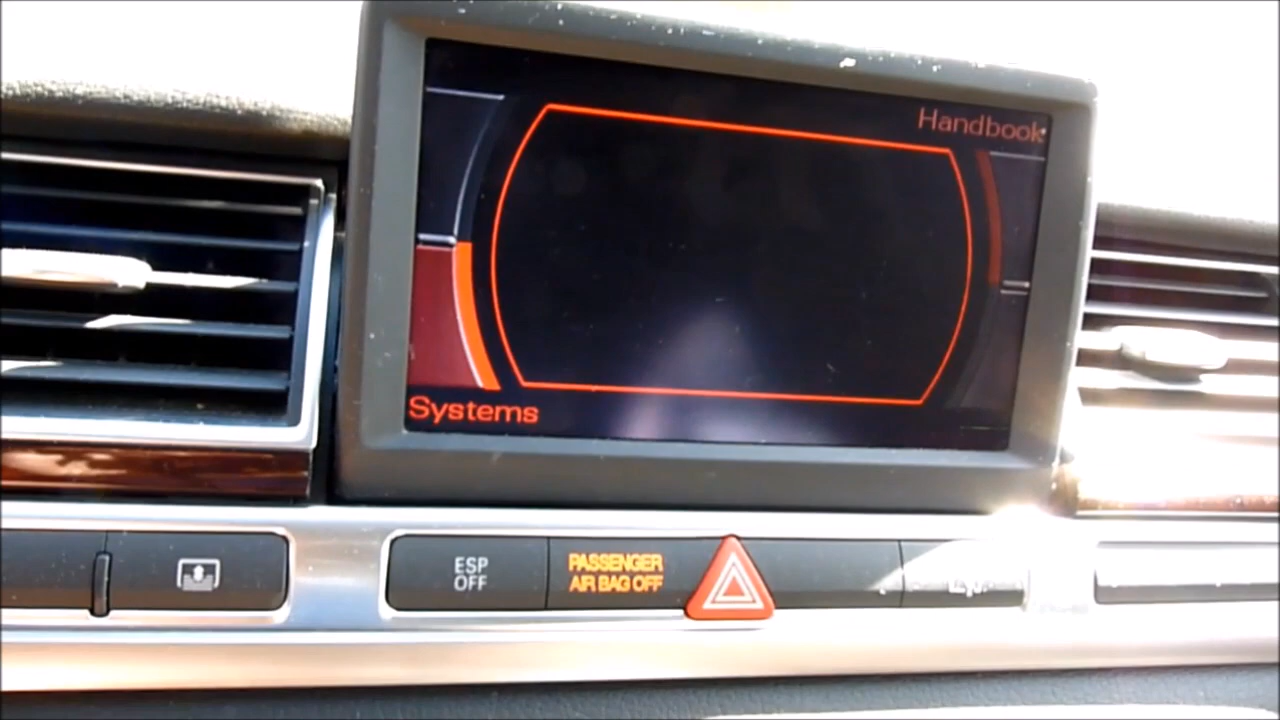 Handbook
Systems
ESP
OFF
PASSENGER
AIR BAG OFF